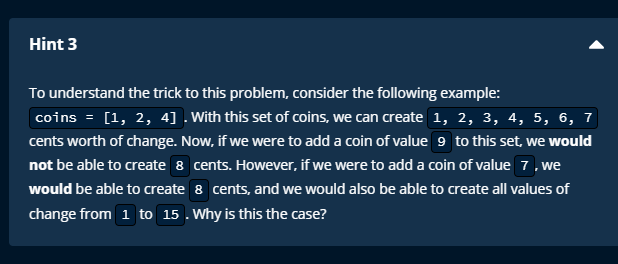 Hint 3
To understand the trick to this problem, consider the following example:
coins = [1, 2, 4] . With this set of coins, we can create 1, 2, 3, 4, 5, 6, 7
cents worth of change. Now, if we were to add a coin of value 9 to this set, we would
not be able to create 8 cents. However, if we were to add a coin of value 7 , we
would be able to create 8 cents, and we would also be able to create all values of
change from 1 to 15 . Why is this the case?